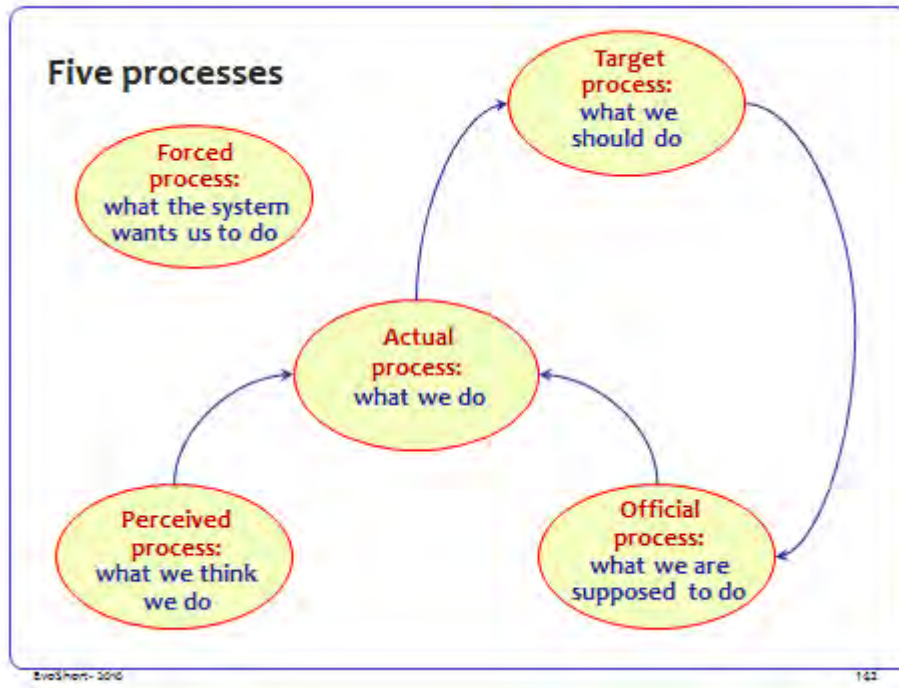 Five processes
Target
process:
what we
should do
Forced
process:
what the system
wants us to do
Actual
process:
what we do
Perceived
process:
what we think
we do
Official
process:
what we are
supposed to do